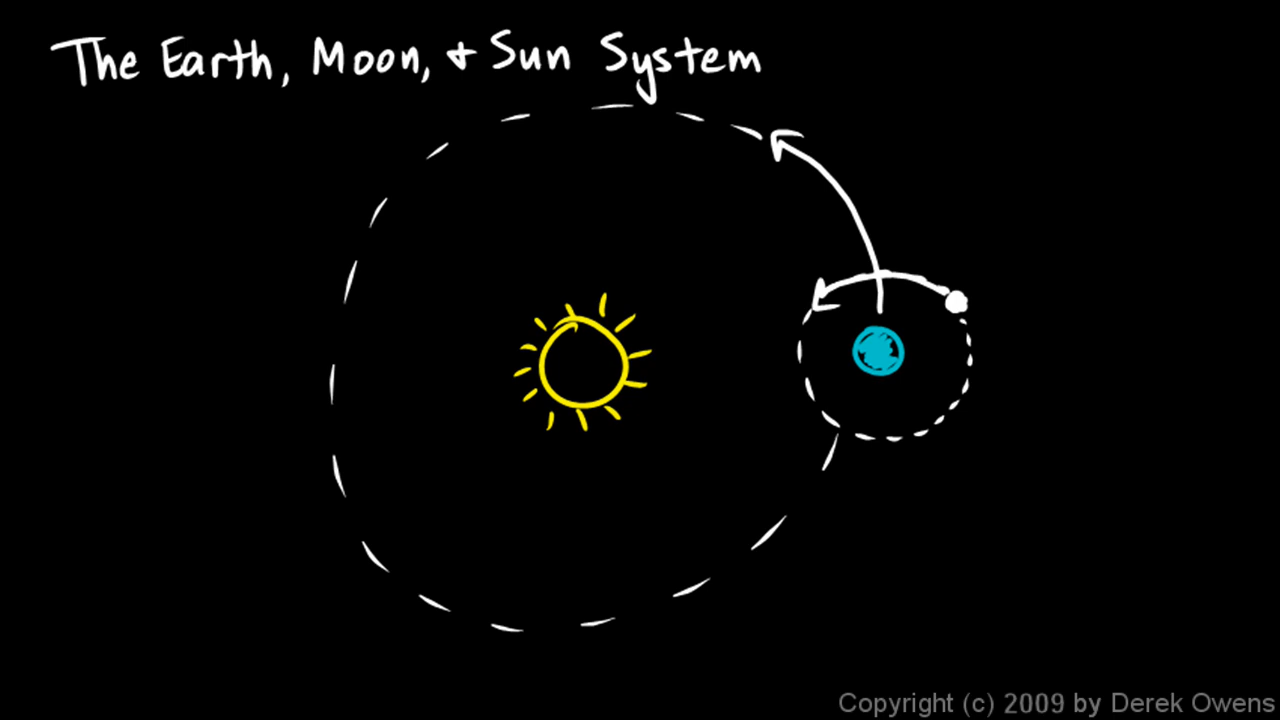 The Earth, Moon, + Sun System
Copyright (c) 2009 by Derek Owens